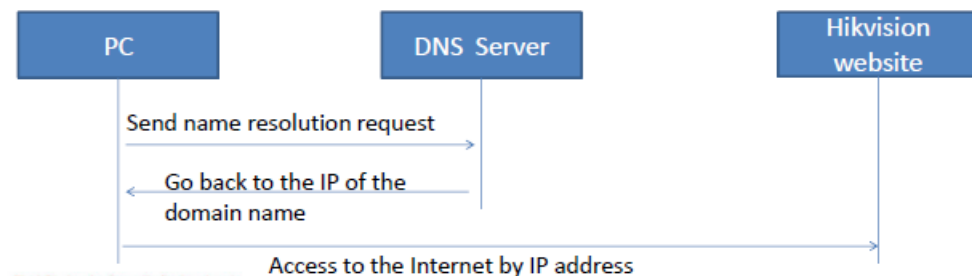 PC
DNS Server
Hikvision
website
Send name resolution request
Go back to the IP of the
domain name
Access to the Internet by IP address